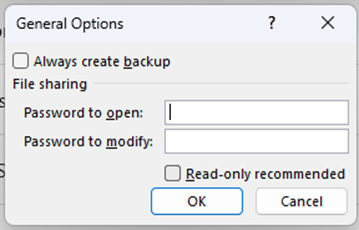 General Options ?
Always create backup
File sharing
Password to open:
Password to modify:
Read-only recommended
OK Cancel